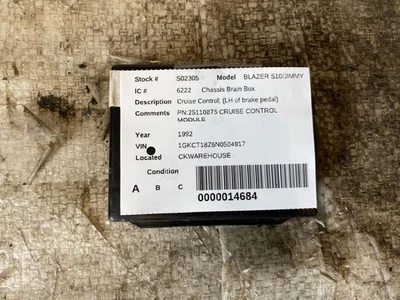 Stock # S02305 Model BLAZER S10/JIMMY
IC # 6222 Chassis Brain Box
Description Cruise Control; (LH of brake pedal)
Comments PN:25110875 CRUISE CONTROL
MODULE
Year 1992
VIN 1GKCT18Z6N0504917
Located CKWAREHOUSE
Condition
A B C
0000014684